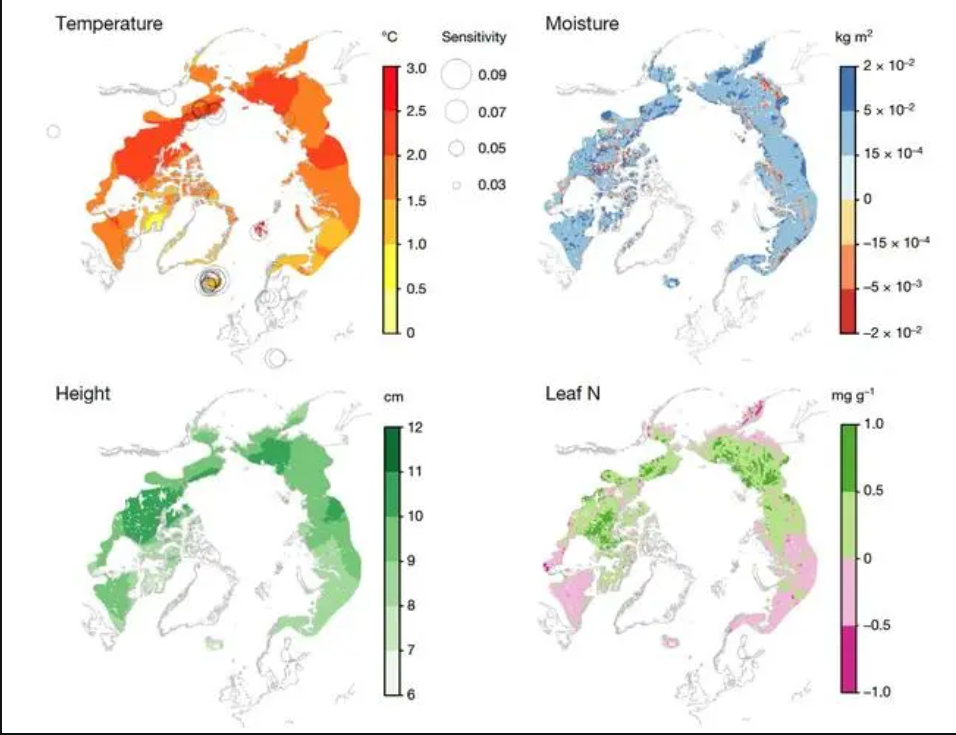 Temperature
°C
3.0
2.5
2.0
1.5
1.0
0.5
0
Sensitivity
0.09
0.07
0.05
0.03
Moisture
kg m²
2 × 10⁻²
5 × 10⁻²
15 × 10⁻⁴
0
–15 × 10⁻⁴
–5 × 10⁻³
–2 × 10⁻²
Height
cm
12
11
10
9
8
7
6
Leaf N
mg g⁻¹
1.0
0.5
0
–0.5
–1.0